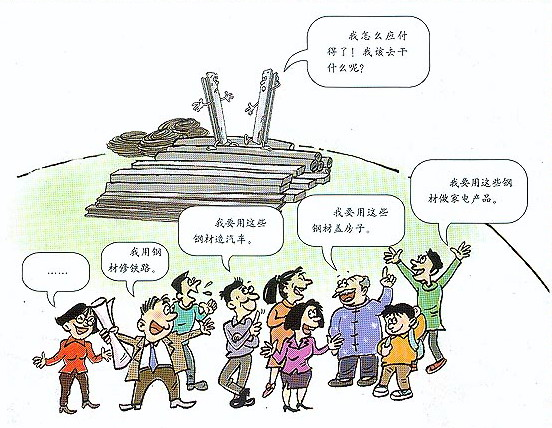 我怎么应付
得了！我该去干
什么呢？
我要用这些钢
材做家电产品。
我要用这些
钢材盖房子。
我要用这些
钢材造汽车。
我用钢
材修铁路。
……